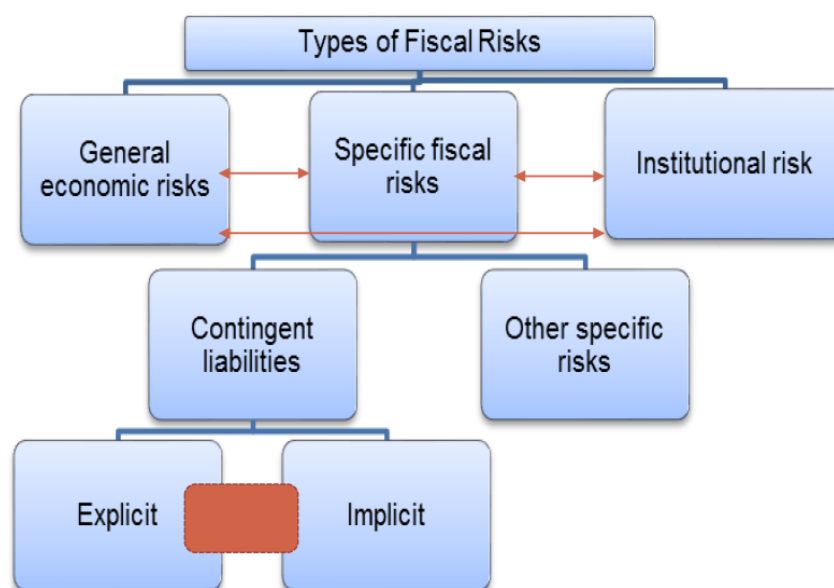 Types of Fiscal Risks
General
economic risks
Specific fiscal
risks
Institutional risk
Contingent
liabilities
Other specific
risks
Explicit
Implicit